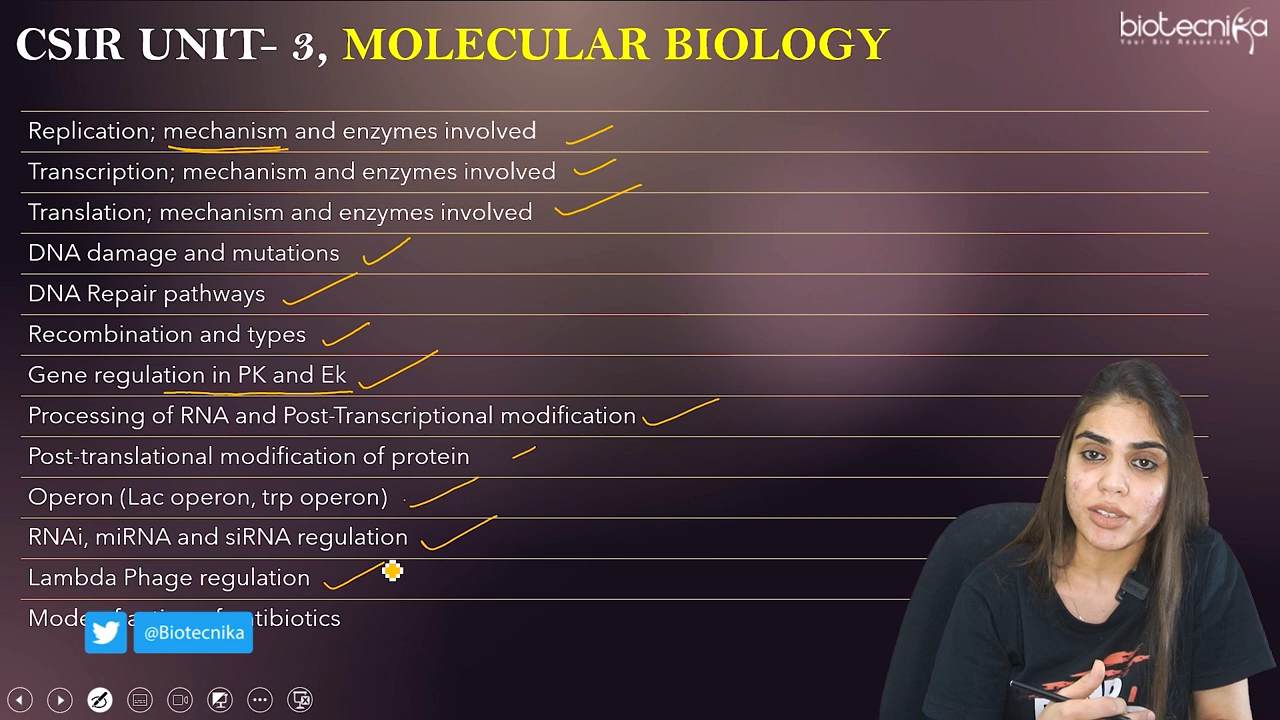 CSIR UNIT- 3, MOLECULAR BIOLOGY
biotecnika
Your Bio Resource
Replication; mechanism and enzymes involved
Transcription; mechanism and enzymes involved
Translation; mechanism and enzymes involved
DNA damage and mutations
DNA Repair pathways
Recombination and types
Gene regulation in PK and Ek
Processing of RNA and Post-Transcriptional modification
Post-translational modification of protein
Operon (Lac operon, trp operon)
RNAi, miRNA and siRNA regulation
Lambda Phage regulation
@Biotecnika